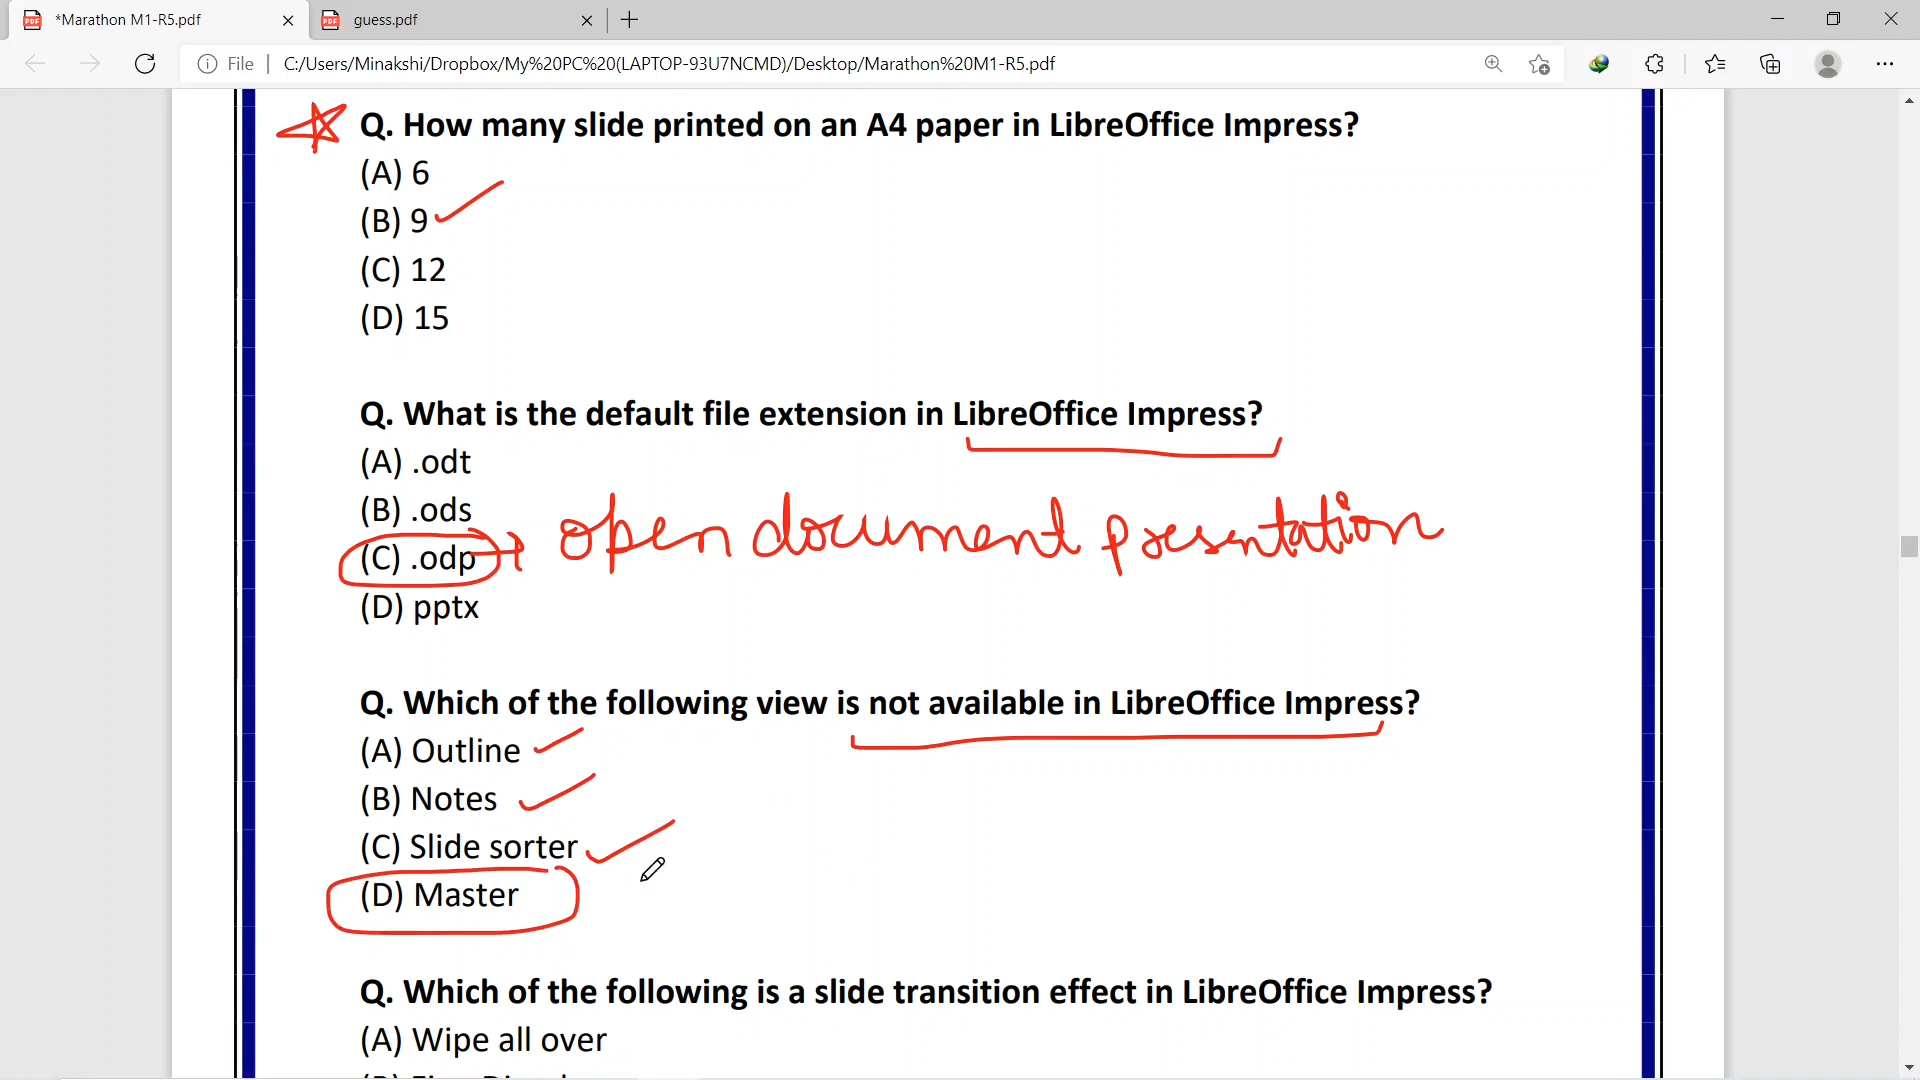 *Marathon M1-R5.pdf
guess.pdf
File
C:/Users/Minakshi/Dropbox/My%20PC%20(LAPTOP-93U7NCMD)/Desktop/Marathon%20M1-R5.pdf
Q. How many slide printed on an A4 paper in LibreOffice Impress?
(A) 6
(B) 9
(C) 12
(D) 15
Q. What is the default file extension in LibreOffice Impress?
(A) .odt
(B) .ods
(C) .odp open document presentation
(D) pptx
Q. Which of the following view is not available in LibreOffice Impress?
(A) Outline
(B) Notes
(C) Slide sorter
(D) Master
Q. Which of the following is a slide transition effect in LibreOffice Impress?
(A) Wipe all over